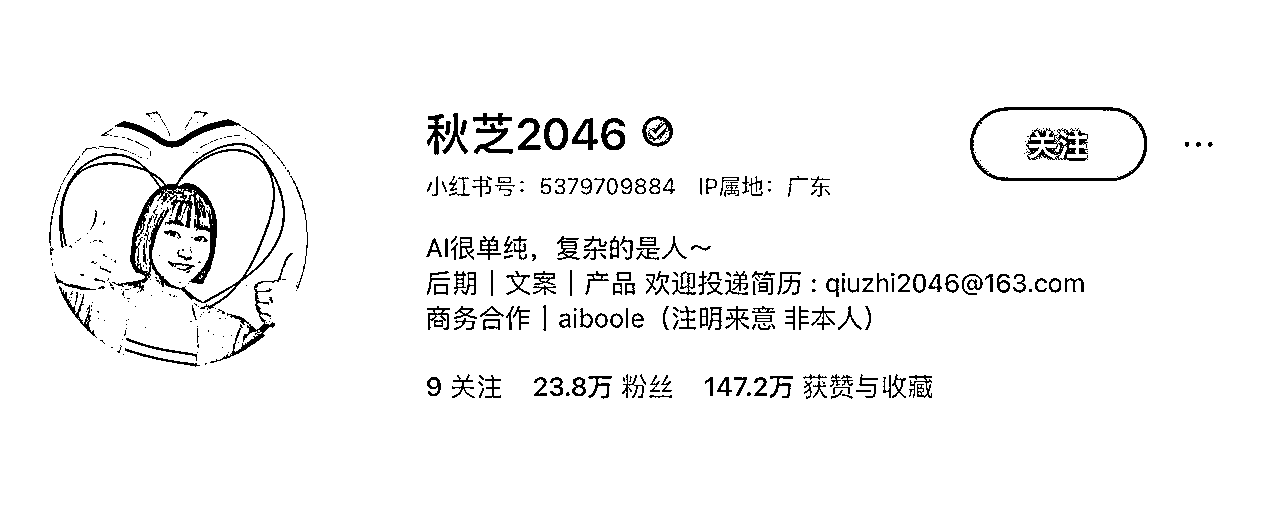 秋芝2046
关注
小红书号：5379709884 IP属地：广东
AI很单纯，复杂的是人～
后期｜文案｜产品 欢迎投递简历 : qiuzhi2046@163.com
商务合作｜aiboole（注明来意 非本人）
9 关注 23.8万 粉丝 147.2万 获赞与收藏